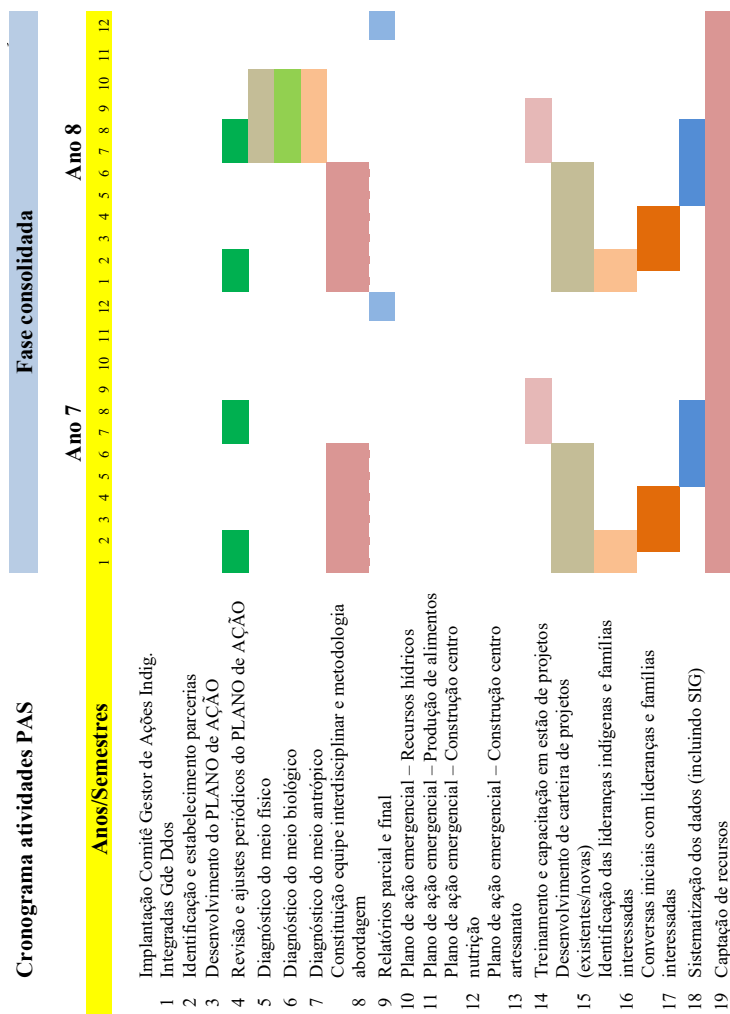 Cronograma atividades PAS
Fase consolidada
Ano 7
Ano 8
Anos/Semestres
1 2 3 4 5 6 7 8 9 10 11 12 1 2 3 4 5 6 7 8 9 10 11 12
Implantação Comitê Gestor de Ações Indig.
1 Integradas Gde Ddos
2 Identificação e estabelecimento parcerias
3 Desenvolvimento do PLANO de AÇÃO
4 Revisão e ajustes periódicos do PLANO de AÇÃO
5 Diagnóstico do meio físico
6 Diagnóstico do meio biológico
7 Diagnóstico do meio antrópico
Constituição equipe interdisciplinar e metodologia
8 abordagem
9 Relatórios parcial e final
10 Plano de ação emergencial – Recursos hídricos
11 Plano de ação emergencial – Produção de alimentos
Plano de ação emergencial – Construção centro
12 nutrição
Plano de ação emergencial – Construção centro
13 artesanato
14 Treinamento e capacitação em estão de projetos
Desenvolvimento de carteira de projetos
15 (existentes/novas)
Identificação das lideranças indígenas e famílias
16 interessadas
Conversas iniciais com lideranças e famílias
17 interessadas
18 Sistematização dos dados (incluindo SIG)
19 Captação de recursos